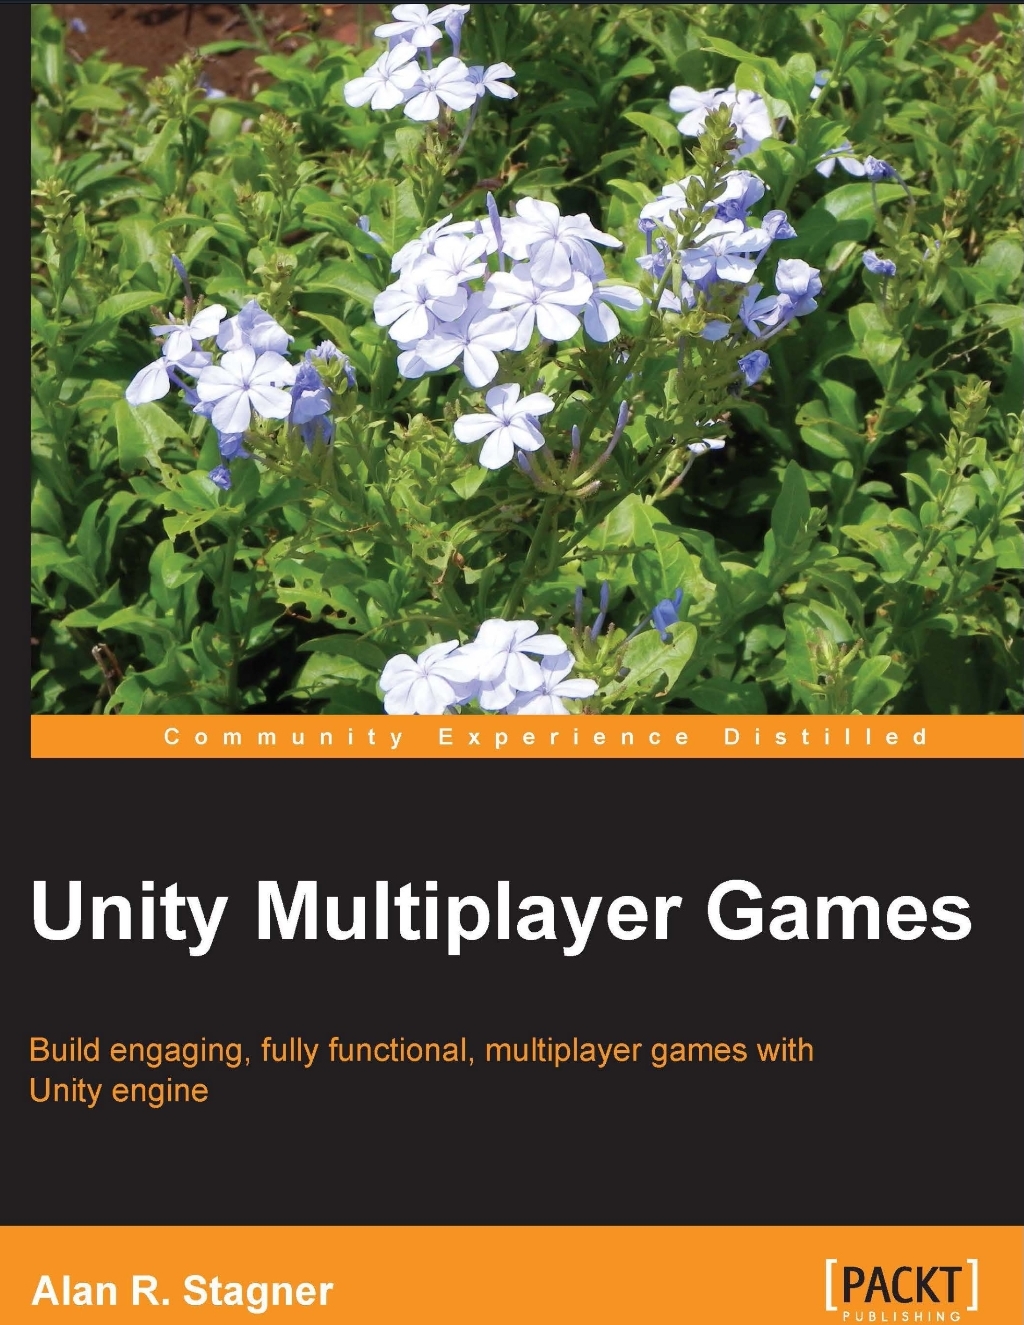 Community Experience Distilled
Unity Multiplayer Games
Build engaging, fully functional, multiplayer games with
Unity engine
Alan R. Stagner
[PACKT]
PUBLISHING